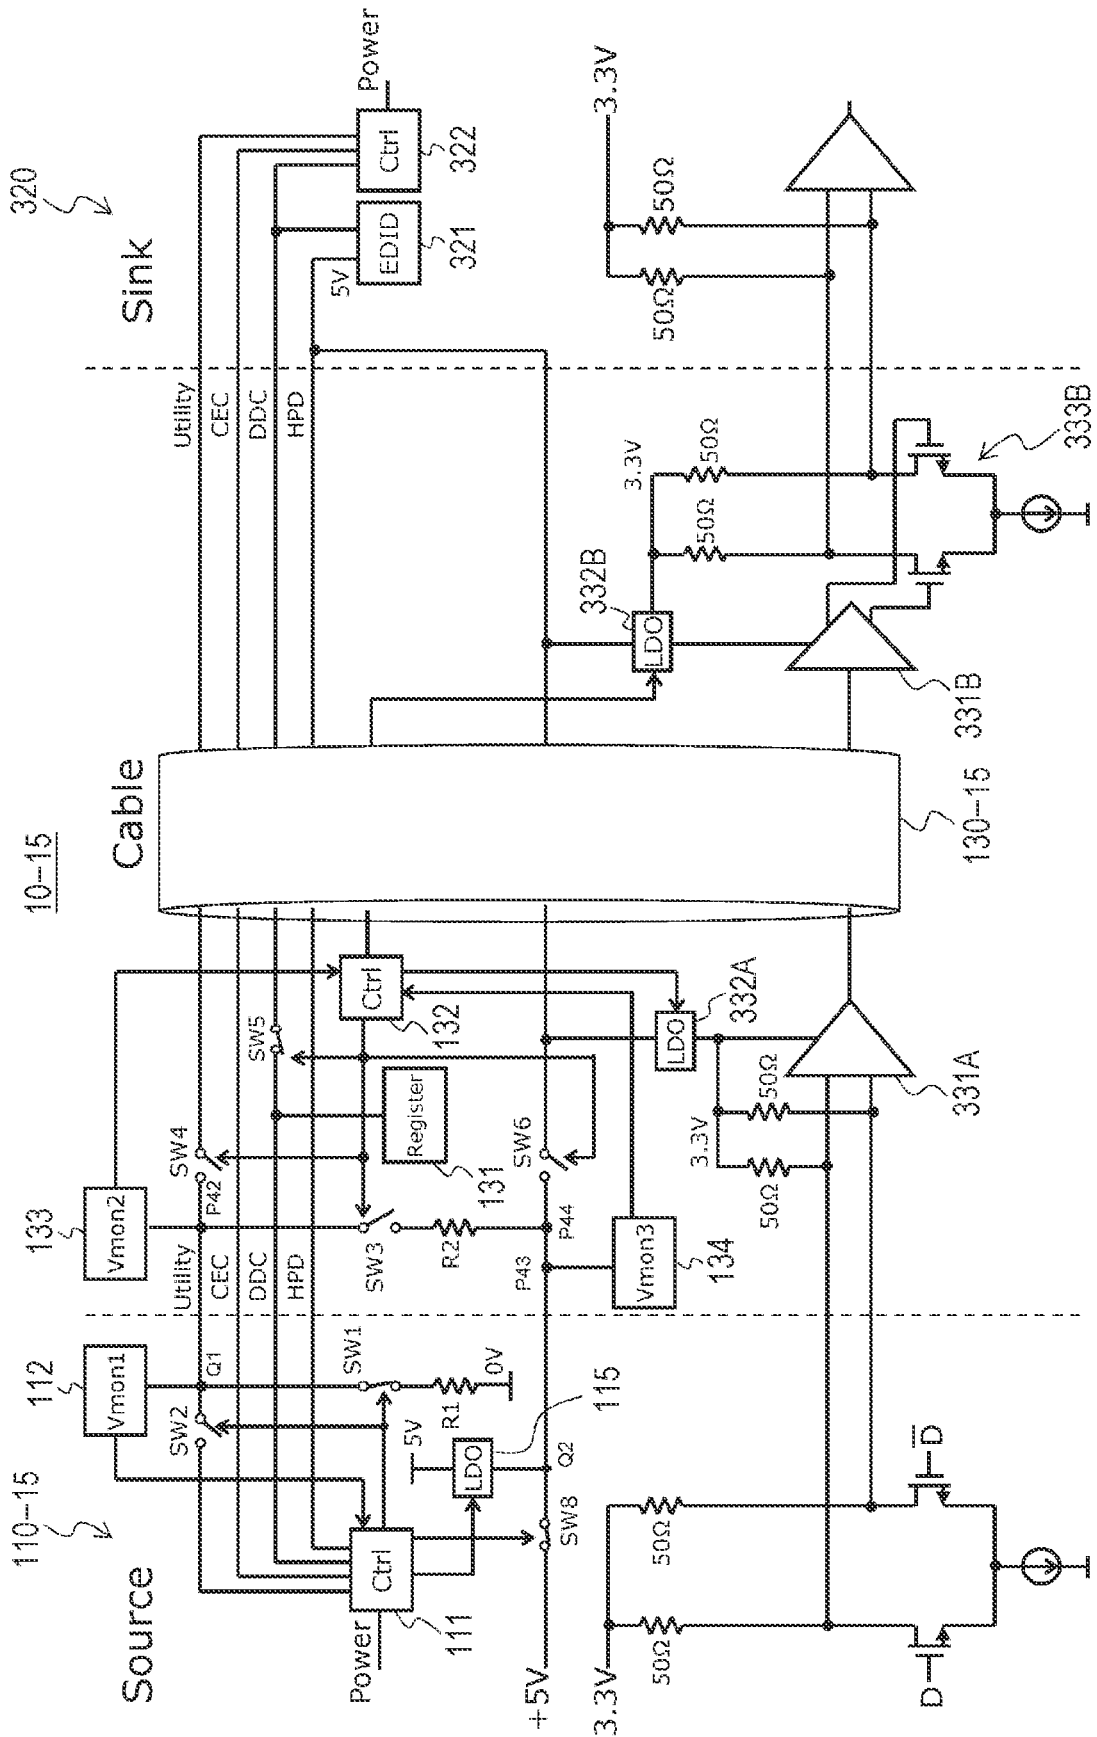 10–15
Source
Cable
Sink
110–15
320
112
Vmon1
133
Vmon2
SW2
Q1
Utility
P42
SW4
Utility
CEC
CEC
DDC
SW5
DDC
HPD
HPD
Power
Ctrl
111
SW1
R1
0V
5V
LDO
115
SW3
R2
Register
131
Ctrl
132
5V
EDID
321
Ctrl
322
Power
+5V
SW8
Q2
P43
P44
SW6
Vmon3
134
LDO
332A
LDO
332B
3.3V
50Ω
50Ω
3.3V
50Ω
50Ω
3.3V
50Ω
50Ω
3.3V
50Ω
50Ω
331A
130–15
331B
333B
D
D̅